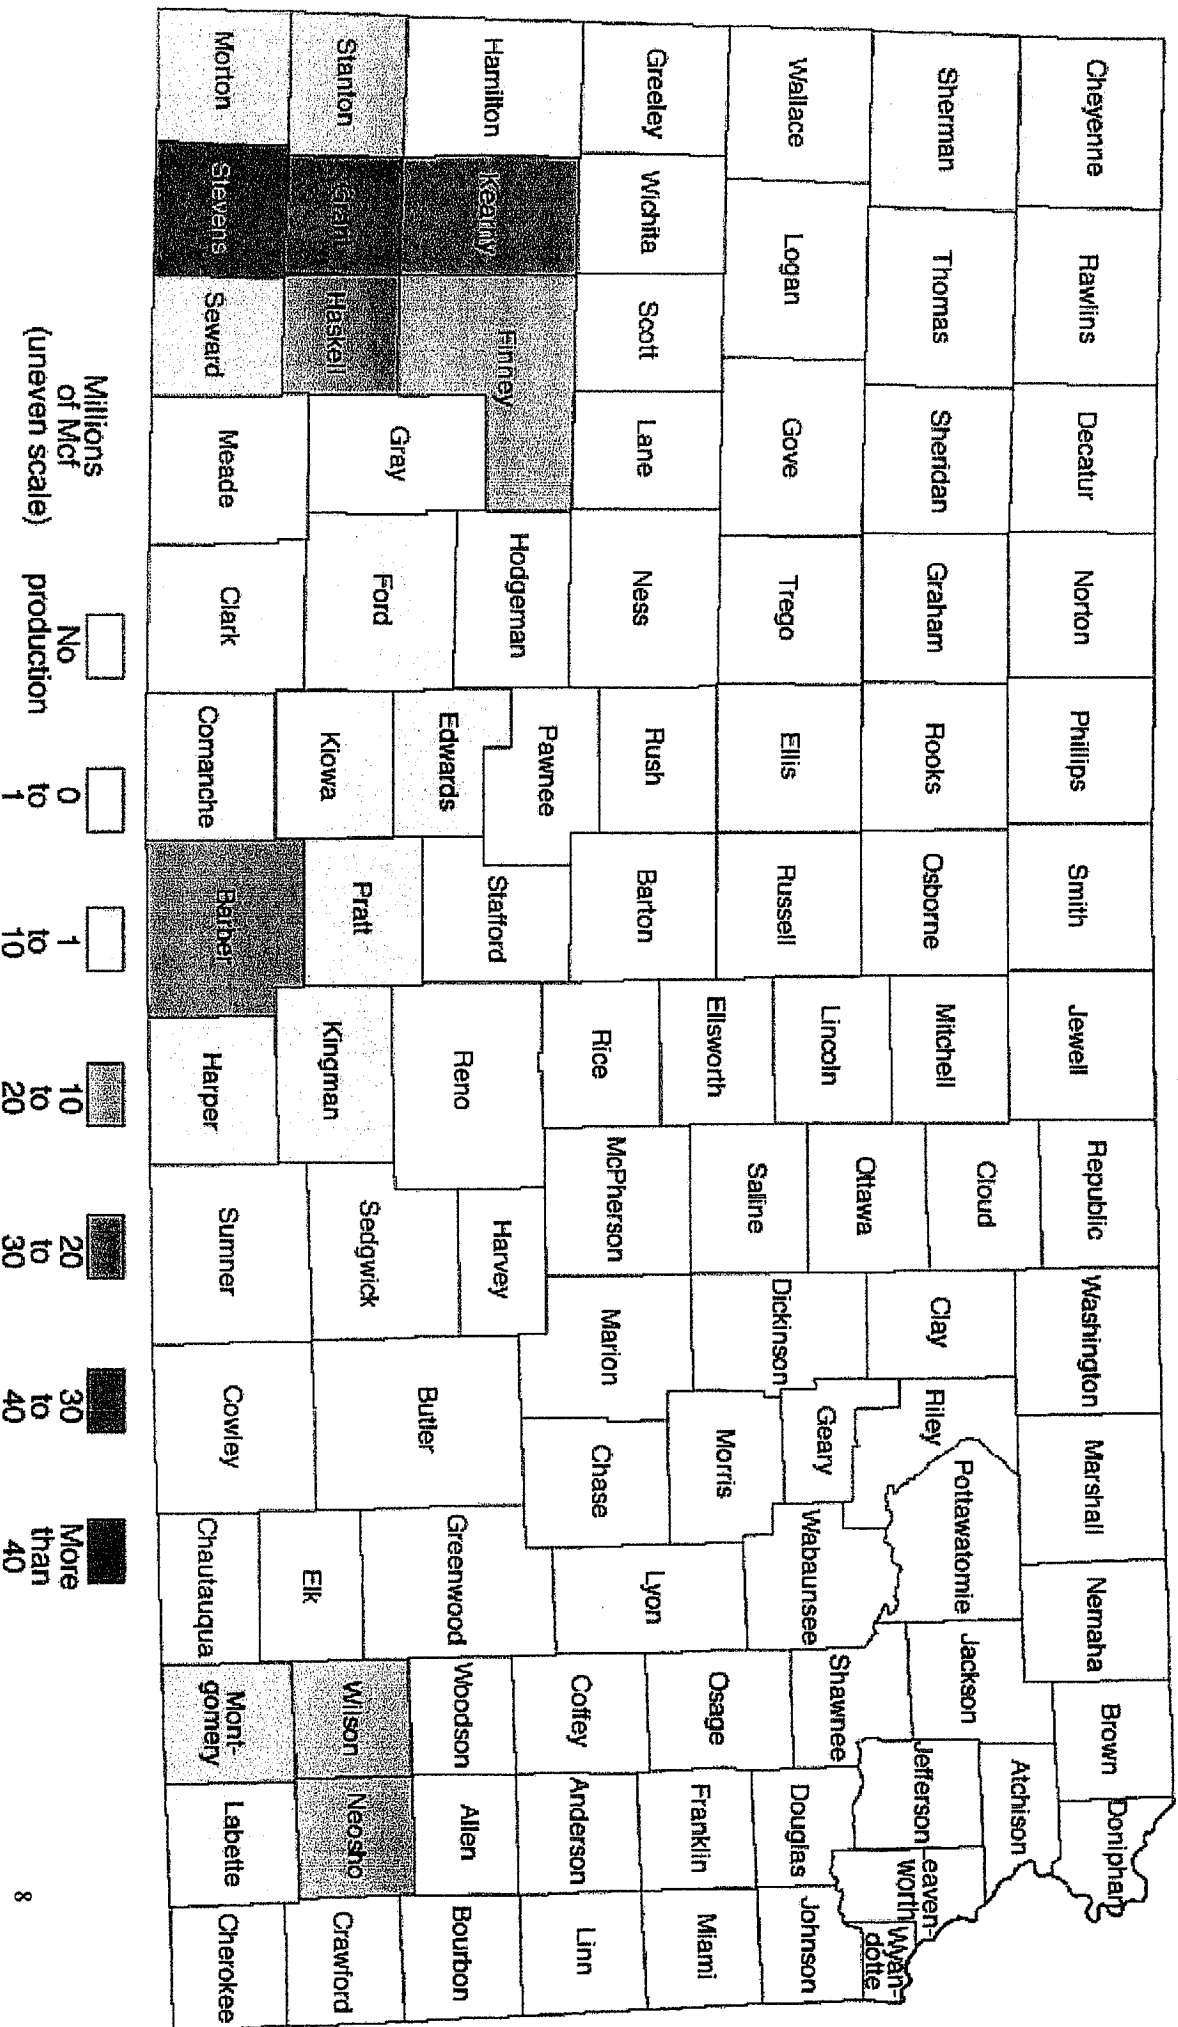 Cheyenne
Rawlins
Decatur
Norton
Phillips
Smith
Jewell
Republic
Washington
Marshall
Nemaha
Brown
Doniphan
Sherman
Thomas
Sheridan
Graham
Rooks
Osborne
Mitchell
Cloud
Clay
Riley
Pottawatomie
Jackson
Atchison
Jefferson
eaven-
worth
Wyan-
dotte
Wallace
Logan
Gove
Trego
Ellis
Russell
Lincoln
Ottawa
Dickinson
Geary
Wabaunsee
Shawnee
Douglas
Johnson
Ellsworth
Saline
Morris
Osage
Franklin
Miami
Greeley
Wichita
Scott
Lane
Ness
Rush
Barton
Rice
McPherson
Marion
Chase
Lyon
Coffey
Anderson
Linn
Hamilton
Kearny
Finney
Hodgeman
Pawnee
Stafford
Reno
Harvey
Butler
Greenwood
Woodson
Allen
Bourbon
Stanton
Grant
Haskell
Gray
Ford
Edwards
Kiowa
Pratt
Kingman
Sedgwick
Elk
Wilson
Neosho
Crawford
Morton
Stevens
Seward
Meade
Clark
Comanche
Barber
Harper
Sumner
Cowley
Chautauqua
Mont-
gomery
Labette
Cherokee
Millions
of Mcf
(uneven scale)
No
production
0
to
1
1
to
10
10
to
20
20
to
30
30
to
40
More
than
40
8